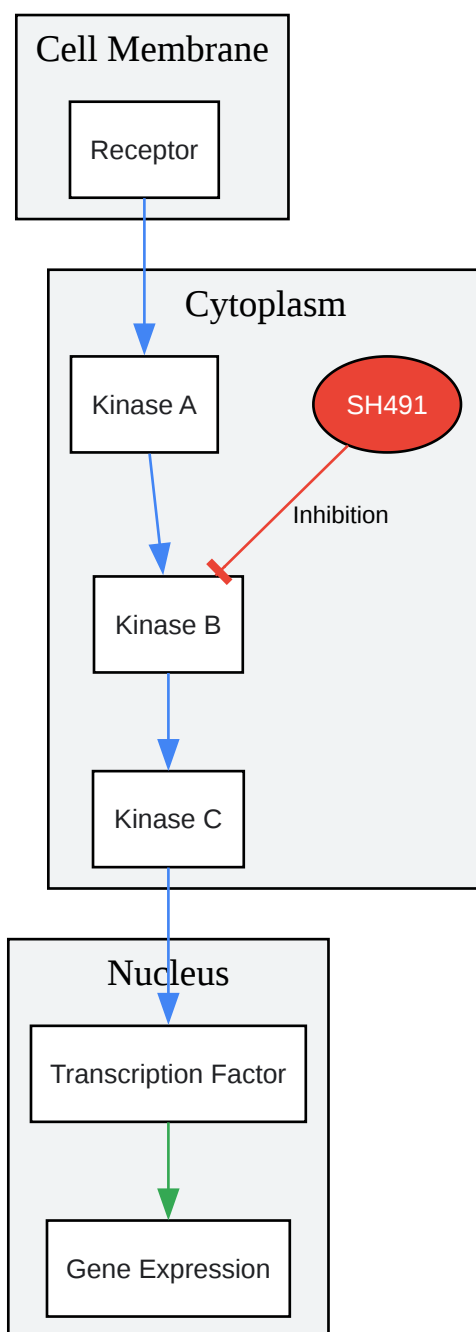 Cell Membrane
Receptor
Cytoplasm
Kinase A
SH491
Inhibition
Kinase B
Kinase C
Nucleus
Transcription Factor
Gene Expression